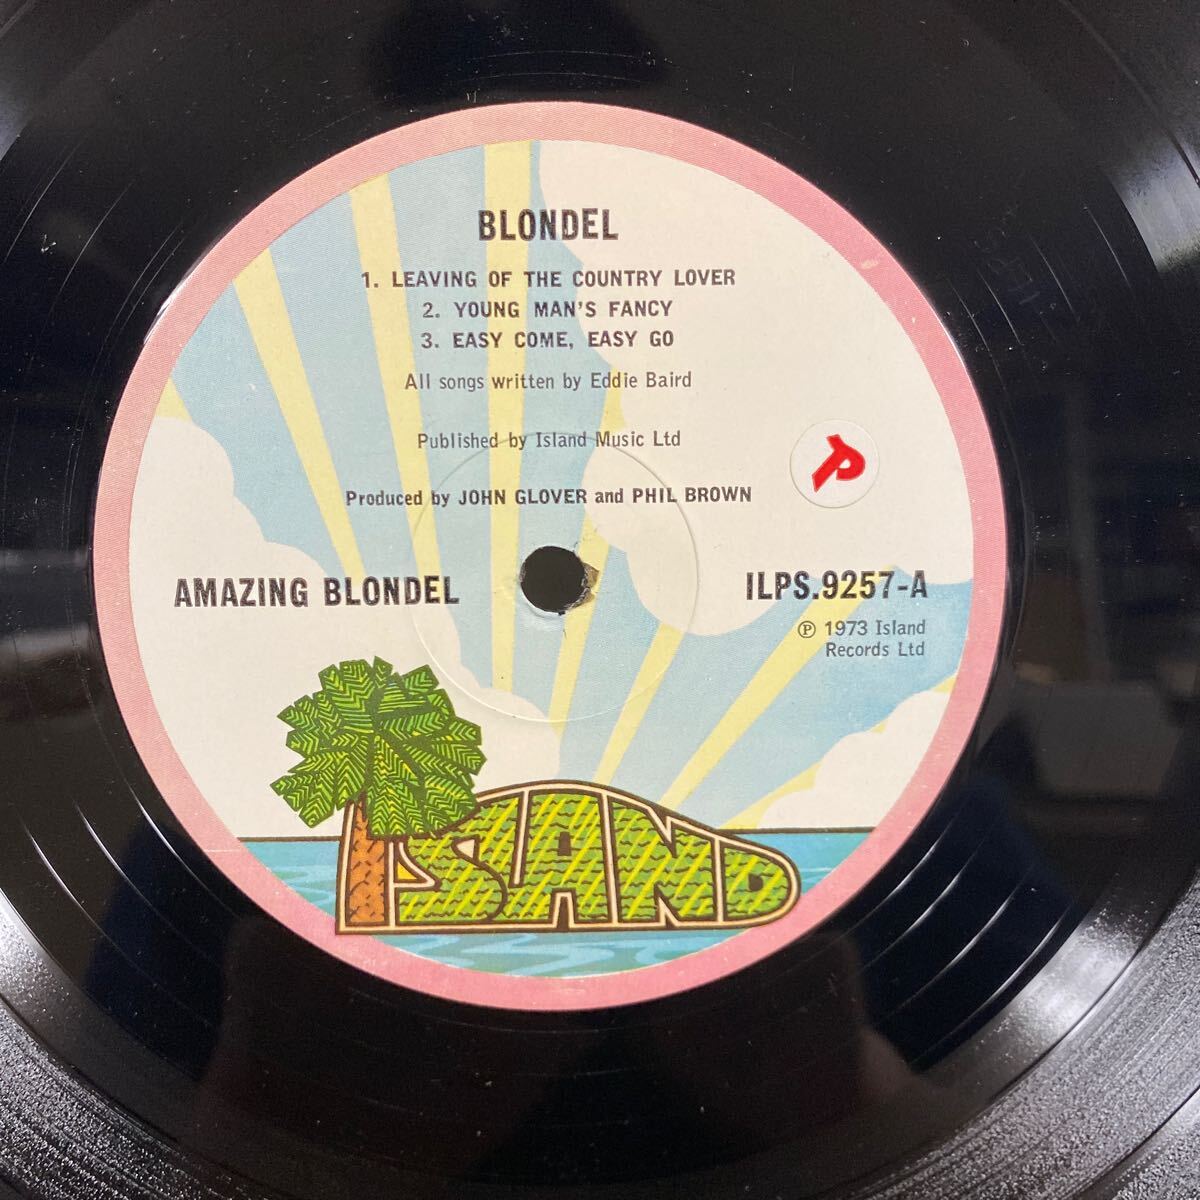 BLONDEL
1. LEAVING OF THE COUNTRY LOVER
2. YOUNG MAN'S FANCY
3. EASY COME, EASY GO
All songs written by Eddie Baird
Published by Island Music Ltd
P
Produced by JOHN GLOVER and PHIL BROWN
AMAZING BLONDEL
ILPS.9257-A
℗ 1973 Island
Records Ltd
ISLAND